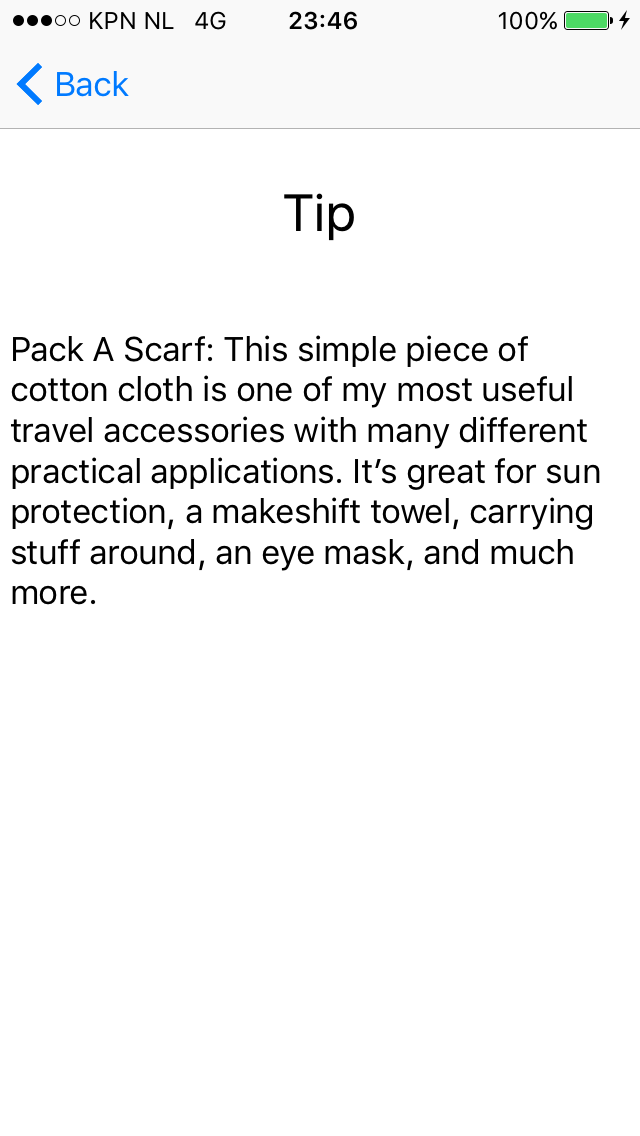 KPN NL 4G 23:46 100%
Back
Tip
Pack A Scarf: This simple piece of
cotton cloth is one of my most useful
travel accessories with many different
practical applications. It’s great for sun
protection, a makeshift towel, carrying
stuff around, an eye mask, and much
more.